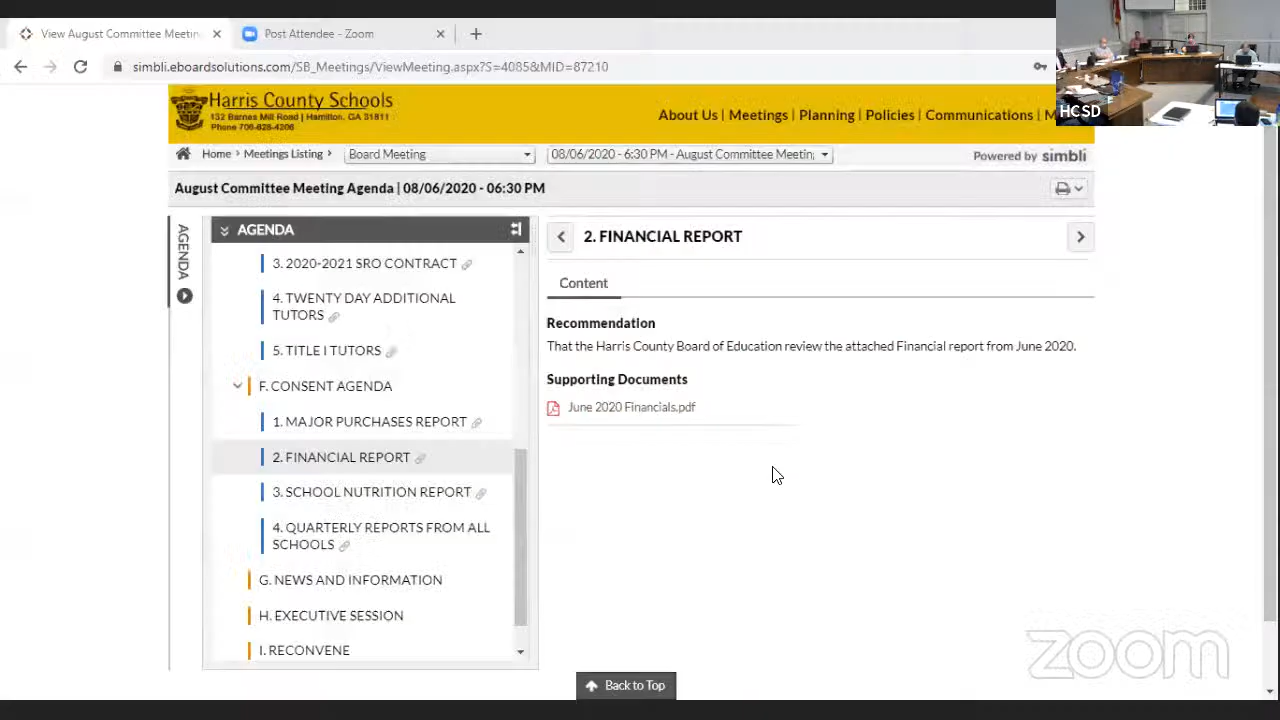 View August Committee Meetin
Post Attendee - Zoom
simbli.eboardsolutions.com/SB_Meetings/ViewMeeting.aspx?S=4085&MID=87210
HCSD
Harris County Schools
132 Barnes Mill Road | Hamilton, GA 31811
Phone 706-628-4206
About Us | Meetings | Planning | Policies | Communications | M
Home > Meetings Listing >
Board Meeting
08/06/2020 - 6:30 PM - August Committee Meetin
Powered by simbli
August Committee Meeting Agenda | 08/06/2020 - 06:30 PM
AGENDA
AGENDA
3. 2020-2021 SRO CONTRACT
4. TWENTY DAY ADDITIONAL
TUTORS
5. TITLE I TUTORS
F. CONSENT AGENDA
1. MAJOR PURCHASES REPORT
2. FINANCIAL REPORT
3. SCHOOL NUTRITION REPORT
4. QUARTERLY REPORTS FROM ALL
SCHOOLS
G. NEWS AND INFORMATION
H. EXECUTIVE SESSION
I. RECONVENE
2. FINANCIAL REPORT
Content
Recommendation
That the Harris County Board of Education review the attached Financial report from June 2020.
Supporting Documents
June 2020 Financials.pdf
Back to Top
zoom